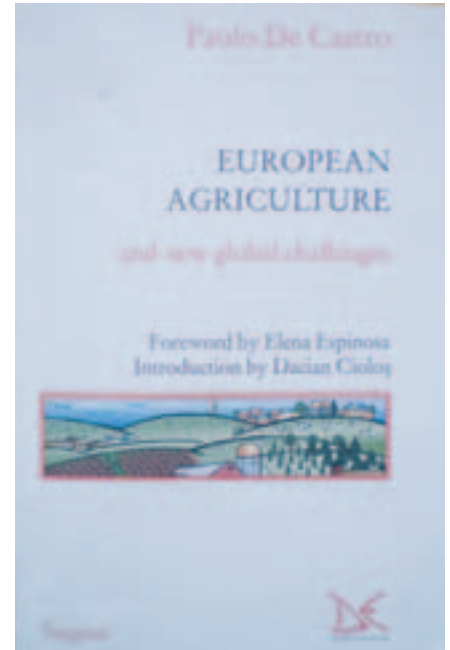 Paolo De Castro
EUROPEAN
AGRICULTURE
and new global challenges
Foreword by Elena Espinosa
Introduction by Dacian Cioloş
Saggine